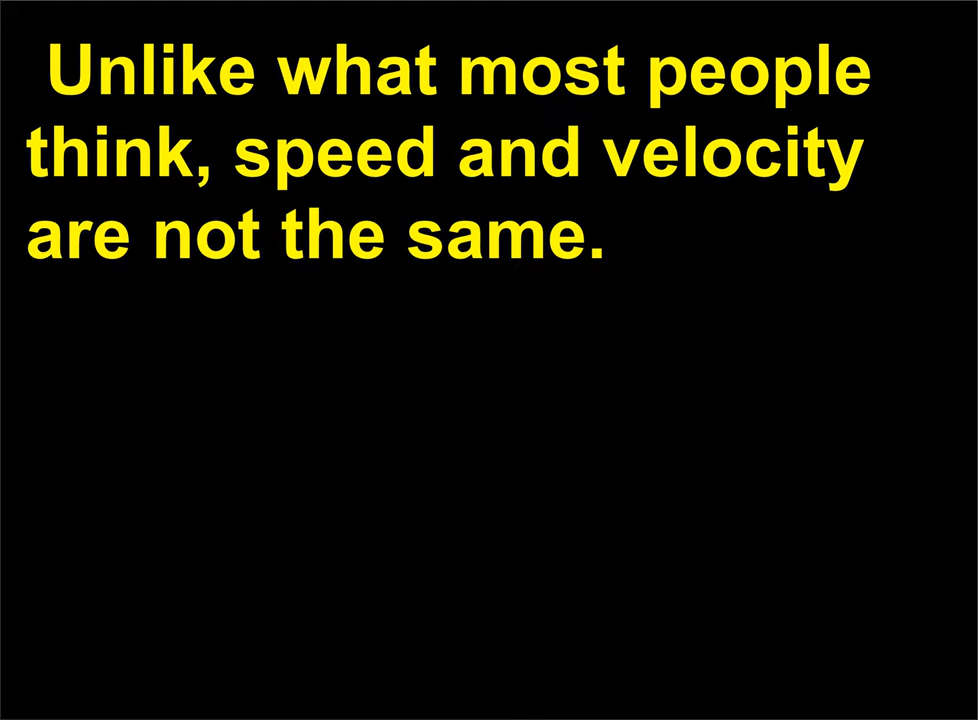 Unlike what most people
think, speed and velocity
are not the same.